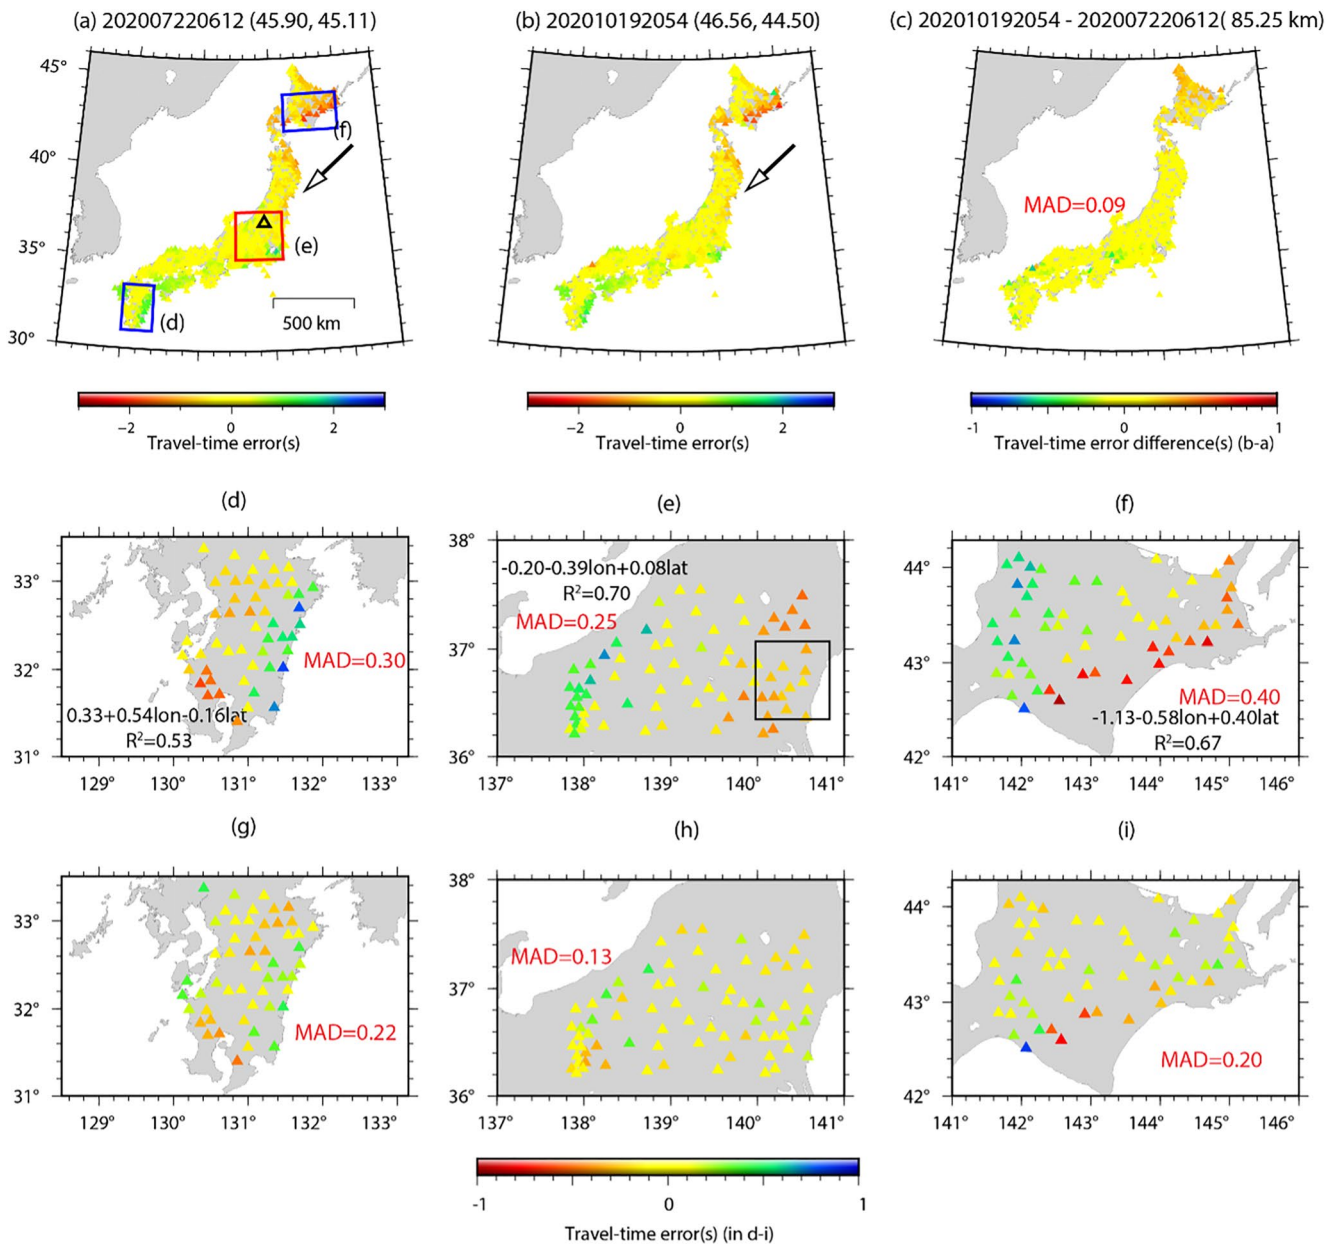 (a) 202007220612 (45.90, 45.11)
(b) 202010192054 (46.56, 44.50)
(c) 202010192054 - 202007220612( 85.25 km)
45°
40°
35°
30°
(f)
(e)
(d)
500 km
MAD=0.09
−2 0 2
Travel-time error(s)
−2 0 2
Travel-time error(s)
-1 0 1
Travel-time error difference(s) (b-a)
(d)
33°
32°
31°
MAD=0.30
0.33+0.54lon-0.16lat
R²=0.53
129° 130° 131° 132° 133°
(e)
38°
37°
36°
-0.20-0.39lon+0.08lat
R²=0.70
MAD=0.25
137° 138° 139° 140° 141°
(f)
44°
43°
42°
MAD=0.40
-1.13-0.58lon+0.40lat
R²=0.67
141° 142° 143° 144° 145° 146°
(g)
33°
32°
31°
MAD=0.22
129° 130° 131° 132° 133°
(h)
38°
37°
36°
MAD=0.13
137° 138° 139° 140° 141°
(i)
44°
43°
42°
MAD=0.20
141° 142° 143° 144° 145° 146°
-1 0 1
Travel-time error(s) (in d-i)